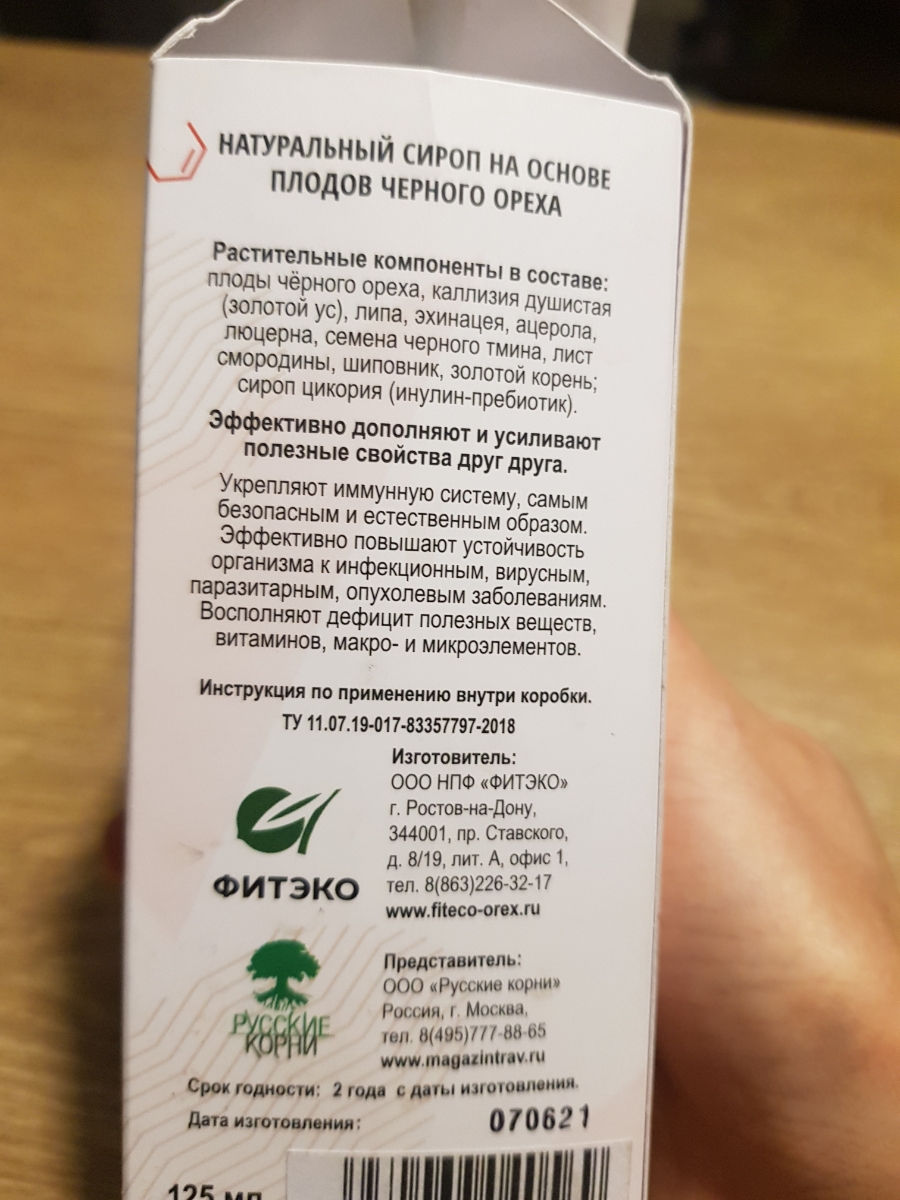 НАТУРАЛЬНЫЙ СИРОП НА ОСНОВЕ
ПЛОДОВ ЧЕРНОГО ОРЕХА
Растительные компоненты в составе:
плоды чёрного ореха, каллизия душистая
(золотой ус), липа, эхинацея, ацерола,
люцерна, семена черного тмина, лист
смородины, шиповник, золотой корень;
сироп цикория (инулин-пребиотик).
Эффективно дополняют и усиливают
полезные свойства друг друга.
Укрепляют иммунную систему, самым
безопасным и естественным образом.
Эффективно повышают устойчивость
организма к инфекционным, вирусным,
паразитарным, опухолевым заболеваниям.
Восполняют дефицит полезных веществ,
витаминов, макро- и микроэлементов.
Инструкция по применению внутри коробки.
ТУ 11.07.19-017-83357797-2018
Изготовитель:
ООО НПФ «ФИТЭКО»
г. Ростов-на-Дону,
344001, пр. Ставского,
д. 8/19, лит. А, офис 1,
тел. 8(863)226-32-17
www.fiteco-orex.ru
ФИТЭКО
Представитель:
ООО «Русские корни»
Россия, г. Москва,
тел. 8(495)777-88-65
www.magazintrav.ru
РУССКИЕ
КОРНИ
Срок годности: 2 года с даты изготовления.
Дата изготовления: 070621
125 мл